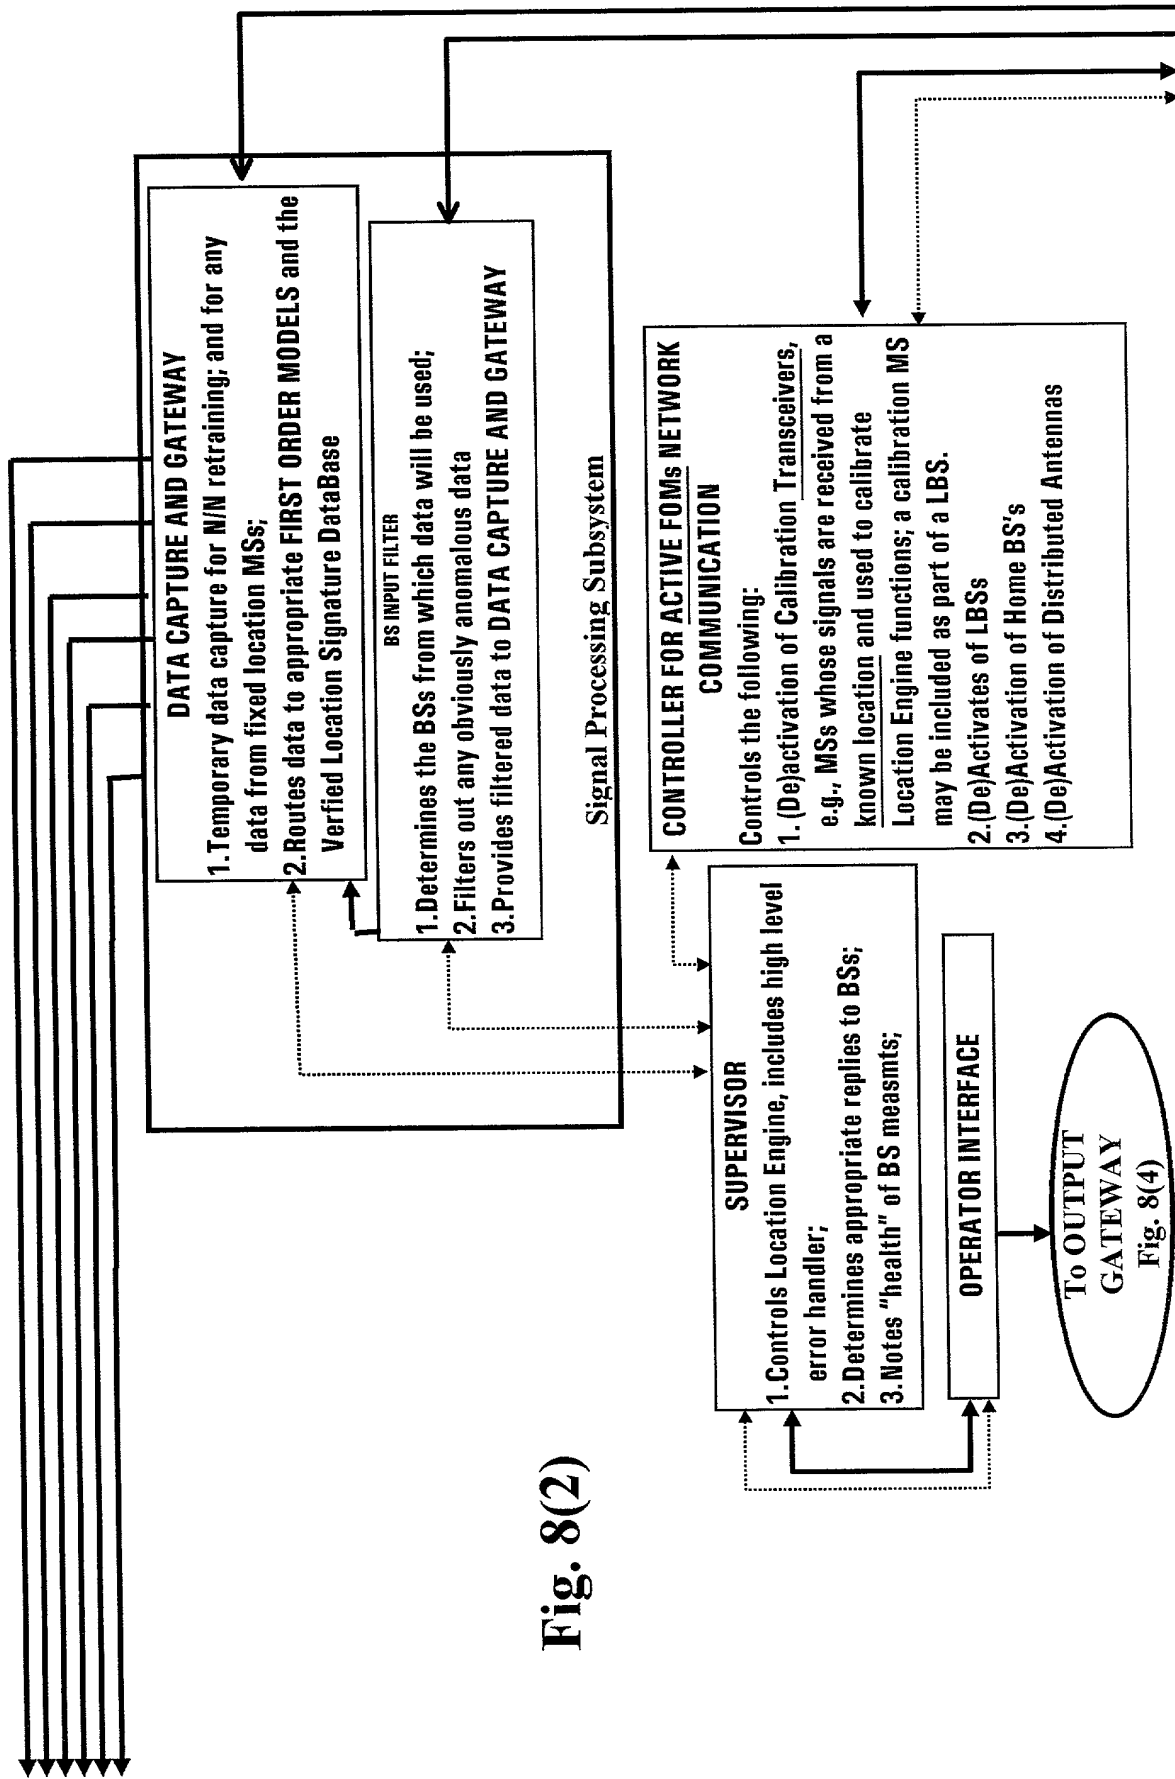 DATA CAPTURE AND GATEWAY
1.Temporary data capture for N/N retraining; and for any
data from fixed location MSs;
2.Routes data to appropriate FIRST ORDER MODELS and the
Verfied Location Signature DataBase
BS INPUT FILTER
1.Determines the BSs from which data will be used;
2.Filters out any obviously anomalous data
3.Provides filtered data to DATA CAPTURE AND GATEWAY
Signal Processing Subsystem
SUPERVISOR
1.Controls Location Engine, includes high level
error handler;
2.Determines appropriate replies to BSs;
3.Notes "health" of BS measmts;
CONTROLLER FOR ACTIVE FOMs NETWORK
COMMUNICATION
Controls the following:
1. (De)activation of Calibration Transceivers,
e.g., MSs whose signals are received from a
known location and used to calibrate
Location Engine functions; a calibration MS
may be included as part of a LBS.
2.(De)Activates of LBSs
3.(De)Activation of Home BS's
4.(De)Activation of Distributed Antennas
OPERATOR INTERFACE
To OUTPUT
GATEWAY
Fig. 8(4)
Fig. 8(2)